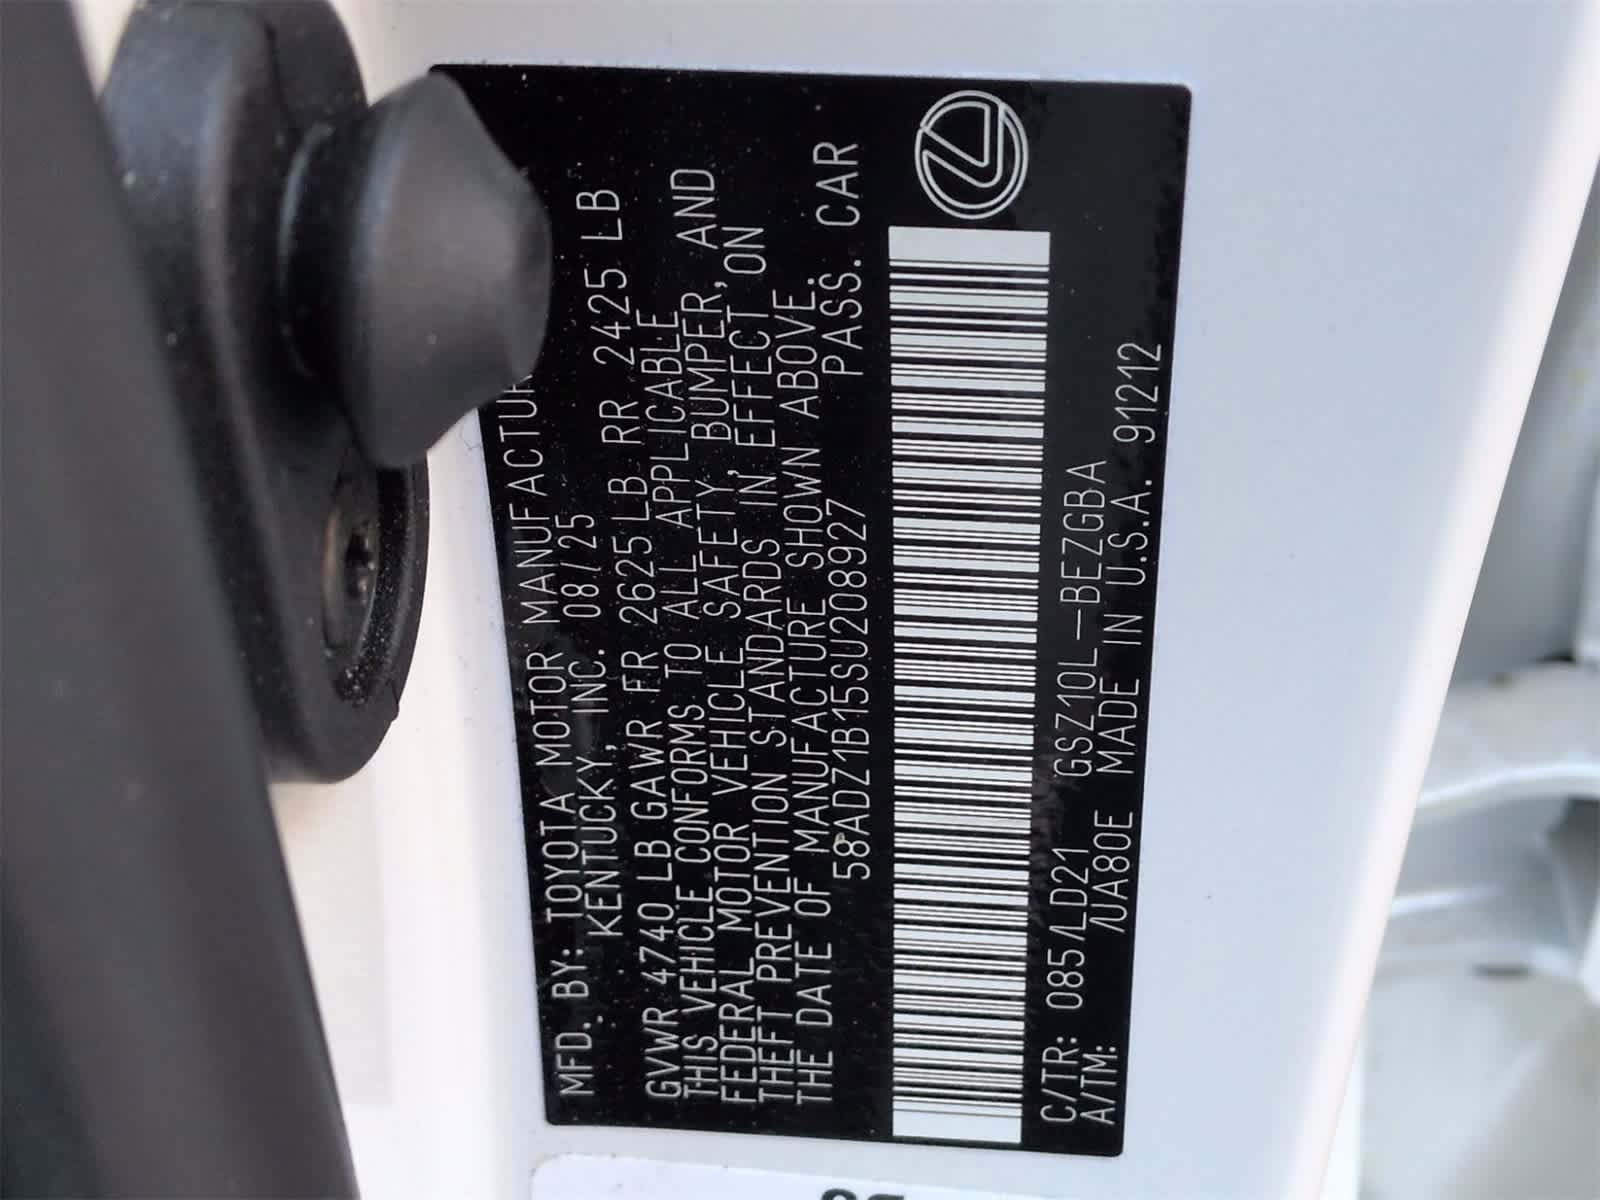 MFD. BY: TOYOTA MOTOR MANUFACTUR
KENTUCKY, INC. 08/25
GVWR 4740 LB GAWR FR 2625 LB RR 2425 LB
THIS VEHICLE CONFORMS TO ALL APPLICABLE
FEDERAL MOTOR VEHICLE SAFETY, BUMPER, AND
THEFT PREVENTION STANDARDS IN EFFECT ON
THE DATE OF MANUFACTURE SHOWN ABOVE.
58ADZ1B15SU208927 PASS. CAR
C/TR: 085/LD21 GSZ10L-BEZGBA
A/TM: /UA80E MADE IN U.S.A. 91212